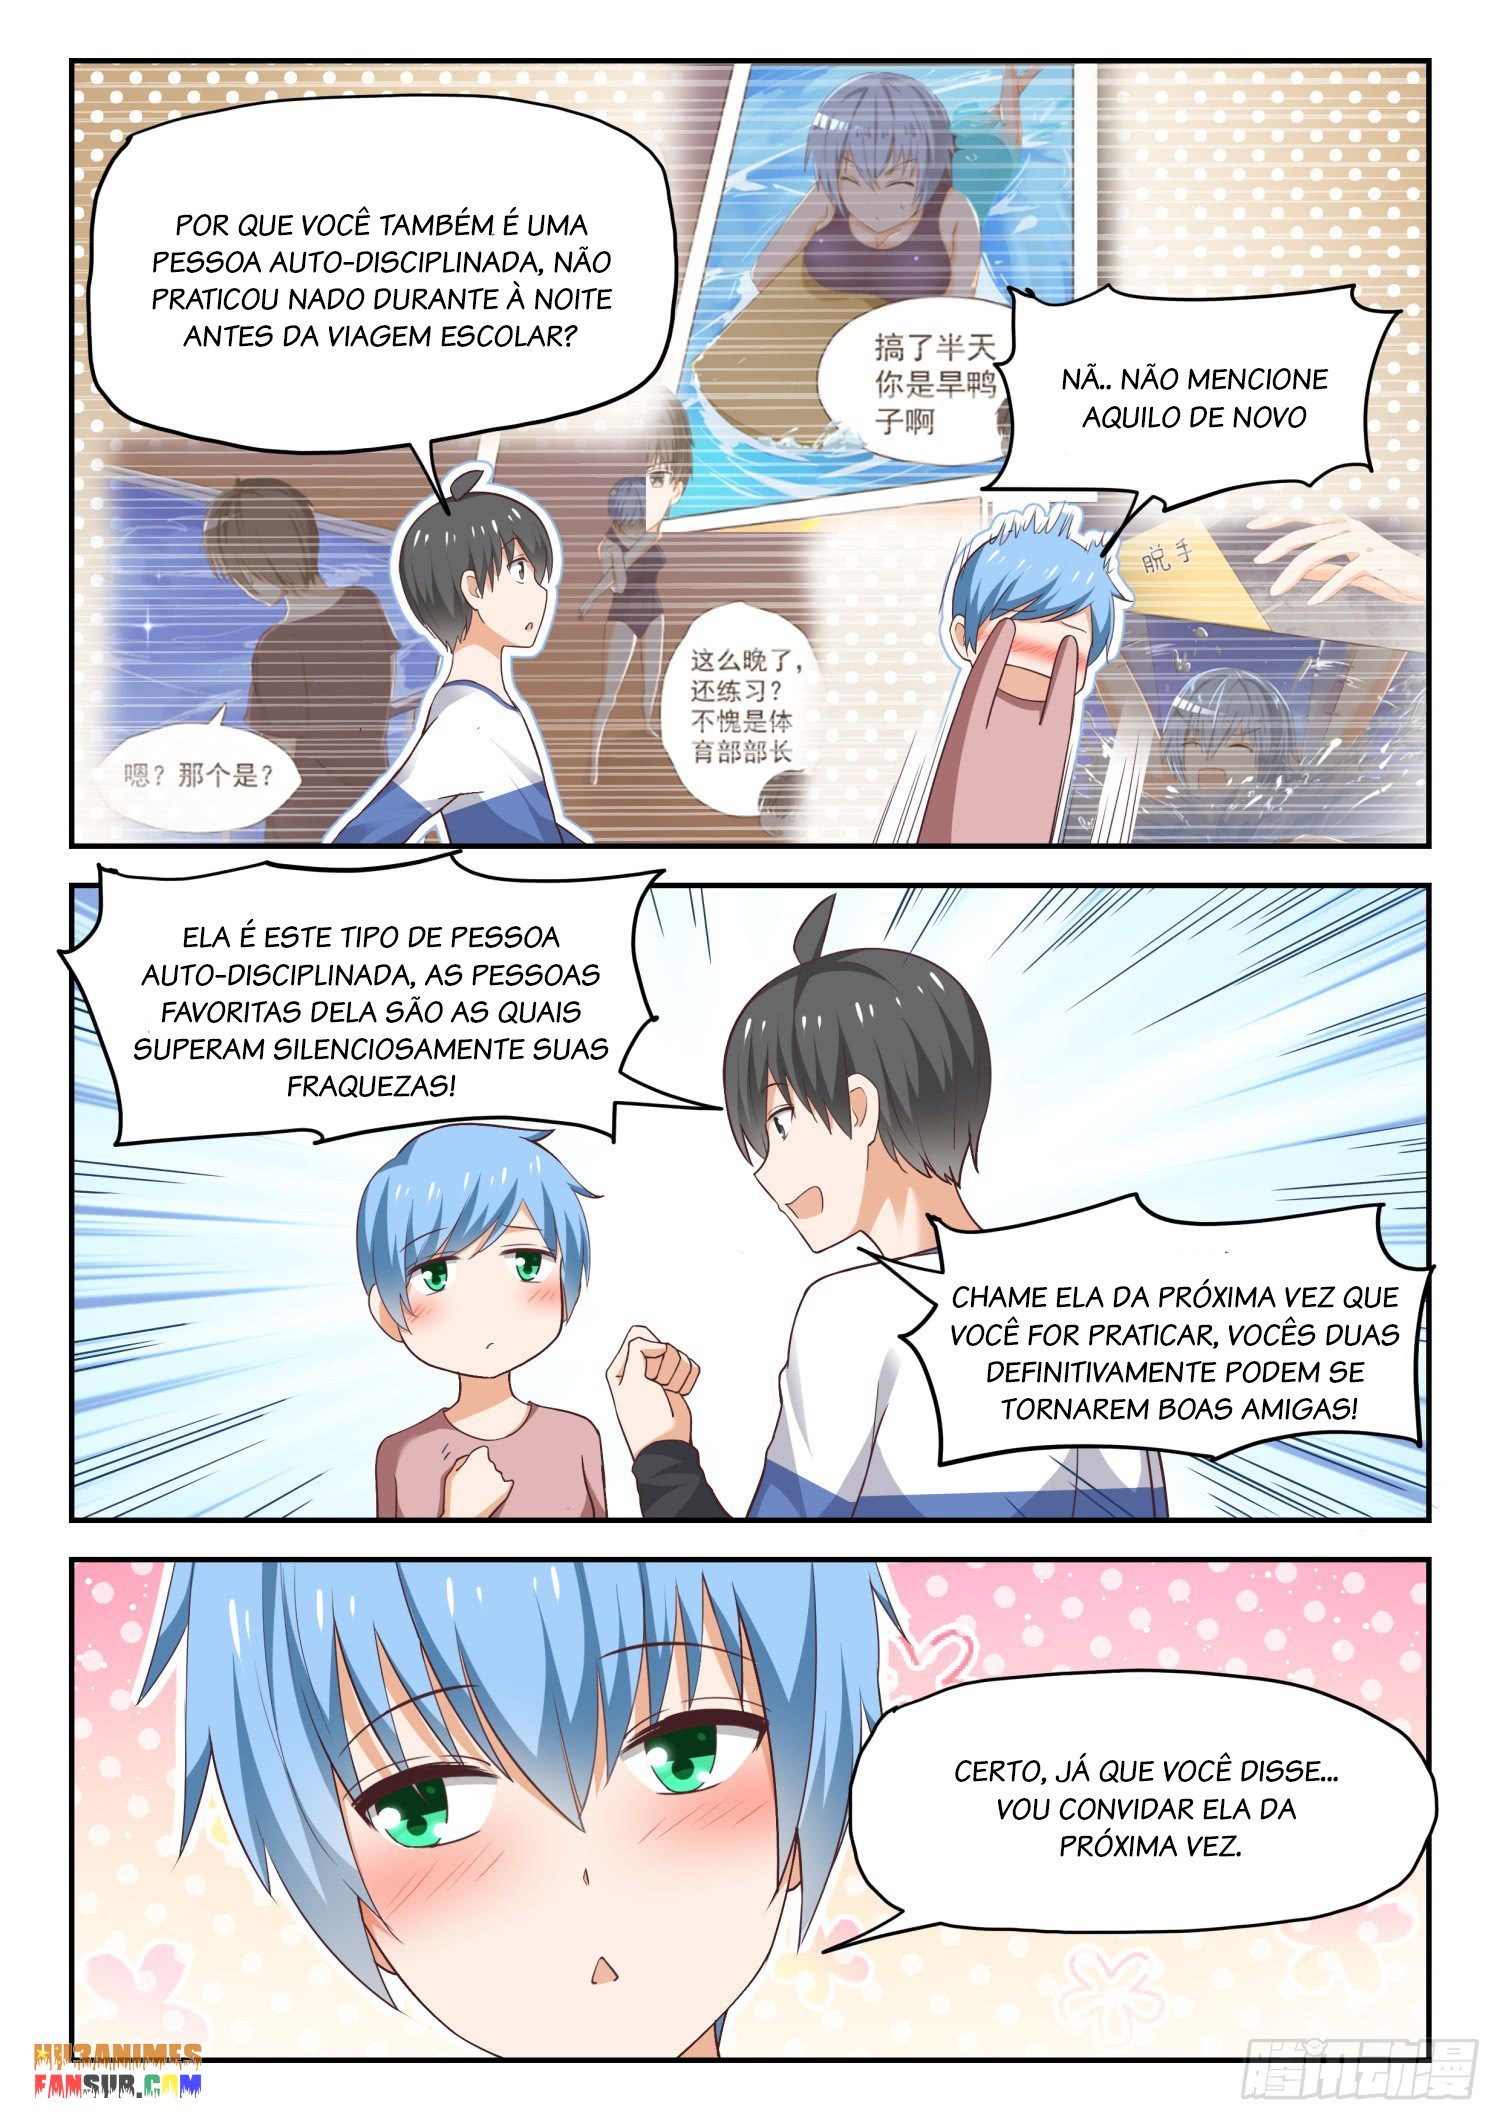 POR QUE VOCÊ TAMBÉM É UMA
PESSOA AUTO-DISCIPLINADA, NÃO
PRATICOU NADO DURANTE À NOITE
ANTES DA VIAGEM ESCOLAR?
搞了半天
你是旱鸭
子啊
NÃ.. NÃO MENCIONE
AQUILO DE NOVO
脱手
这么晚了，
还练习？
不愧是体
育部部长
嗯？那个是？
ELA É ESTE TIPO DE PESSOA
AUTO-DISCIPLINADA, AS PESSOAS
FAVORITAS DELA SÃO AS QUAIS
SUPERAM SILENCIOSAMENTE SUAS
FRAQUEZAS!
CHAME ELA DA PRÓXIMA VEZ QUE
VOCÊ FOR PRATICAR, VOCÊS DUAS
DEFINITIVAMENTE PODEM SE
TORNAREM BOAS AMIGAS!
CERTO, JÁ QUE VOCÊ DISSE...
VOU CONVIDAR ELA DA
PRÓXIMA VEZ.
HU3ANIMES
FANSUB.COM
腾讯动漫